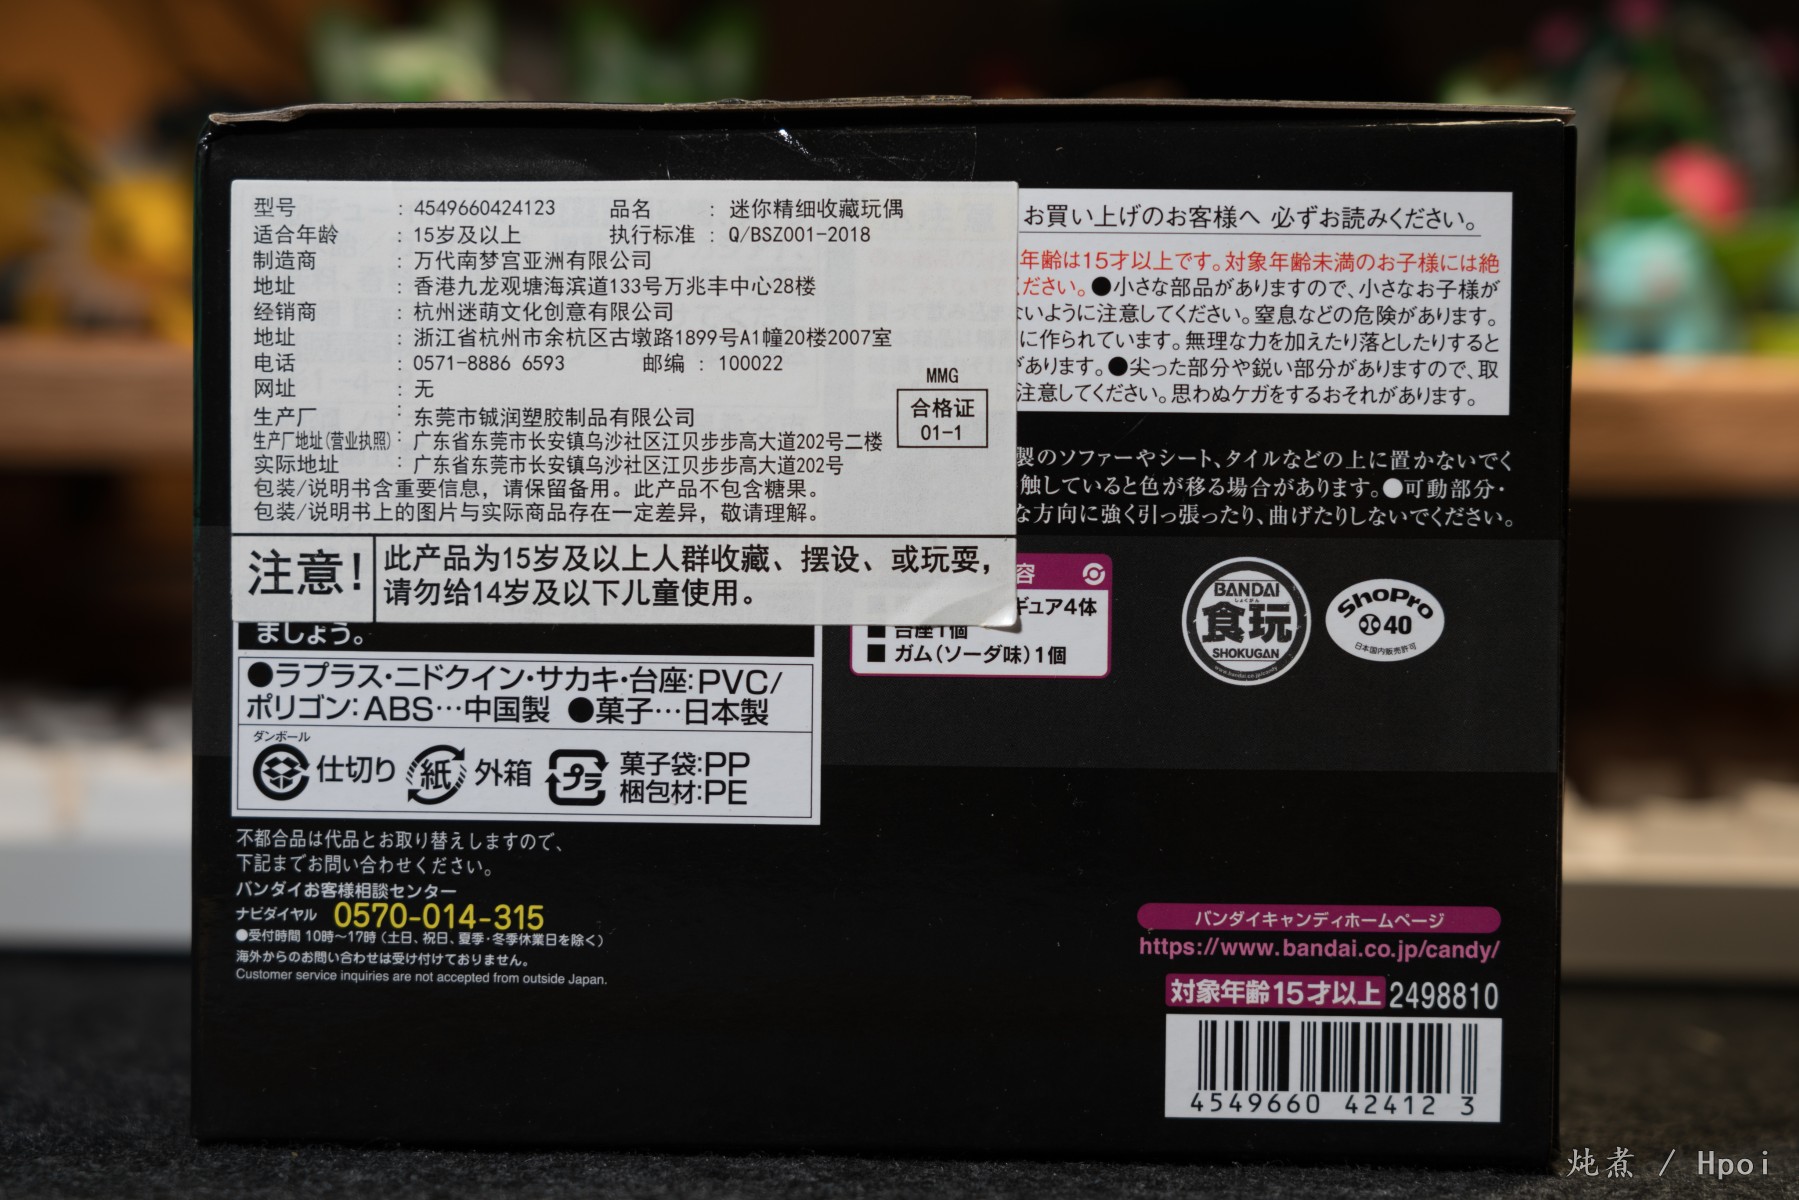 型号 : 4549660424123 品名 : 迷你精细收藏玩偶
适合年龄 : 15岁及以上 执行标准 : Q/BSZ001-2018
制造商 : 万代南梦宫亚洲有限公司
地址 : 香港九龙观塘海滨道133号万兆丰中心28楼
经销商 : 杭州迷萌文化创意有限公司
地址 : 浙江省杭州市余杭区古墩路1899号A1幢20楼2007室
电话 : 0571-8886 6593 邮编 : 100022
网址 : 无
生产厂 : 东莞市铖润塑胶制品有限公司
生产厂地址(营业执照) : 广东省东莞市长安镇乌沙社区江贝步步高大道202号二楼
实际地址 : 广东省东莞市长安镇乌沙社区江贝步步高大道202号
包装/说明书含重要信息，请保留备用。此产品不包含糖果。
包装/说明书上的图片与实际商品存在一定差异，敬请理解。
MMG
合格证
01-1
注意!
此产品为15岁及以上人群收藏、摆设、或玩耍，
请勿给14岁及以下儿童使用。
お買い上げのお客様へ 必ずお読みください。
年齢は15才以上です。対象年齢未満のお子様には絶
ください。●小さな部品がありますので、小さなお子様が
いように注意してください。窒息などの危険があります。
に作られています。無理な力を加えたり落としたりすると
があります。●尖った部分や鋭い部分がありますので、取
注意してください。思わぬケガをするおそれがあります。
製のソファーやシート、タイルなどの上に置かないでく
触していると色が移る場合があります。●可動部分・
な方向に強く引っ張ったり、曲げたりしないでください。
容
ギュア4体
■台座1個
■ガム(ソーダ味)1個
BANDAI
しょくがん
食玩
SHOKUGAN
www.bandai.co.jp/candy
ShoPro
40
日本国内販売許可
ましょう。
●ラプラス・ニドクイン・サカキ・台座:PVC/
ポリゴン:ABS…中国製 ●菓子…日本製
ダンボール
仕切り 紙 外箱 プラ 菓子袋:PP
梱包材:PE
不都合品は代品とお取り替えしますので、
下記までお問い合わせください。
バンダイお客様相談センター
ナビダイヤル 0570-014-315
●受付時間 10時〜17時(土日、祝日、夏季・冬季休業日を除く)
海外からのお問い合わせは受け付けておりません。
Customer service inquiries are not accepted from outside Japan.
バンダイキャンディホームページ
https://www.bandai.co.jp/candy/
対象年齢15才以上 2498810
4549660 42412 3
炖煮 / Hpoi